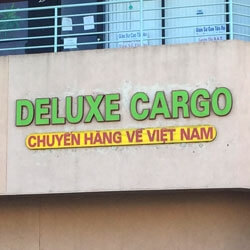 DELUXE CARGO
CHUYỂN HÀNG VỀ VIỆT NAM